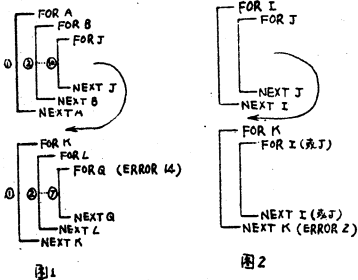 FOR A
FOR B
FOR J
① ② ⑩
NEXT J
NEXT B
NEXT A
FOR K
FOR L
FOR Q (ERROR 14)
① ② ⑦
NEXT Q
NEXT L
NEXT K
图1
FOR I
FOR J
NEXT J
NEXT I
FOR K
FOR I (或J)
NEXT I (或J)
NEXT K (ERROR 2)
图2